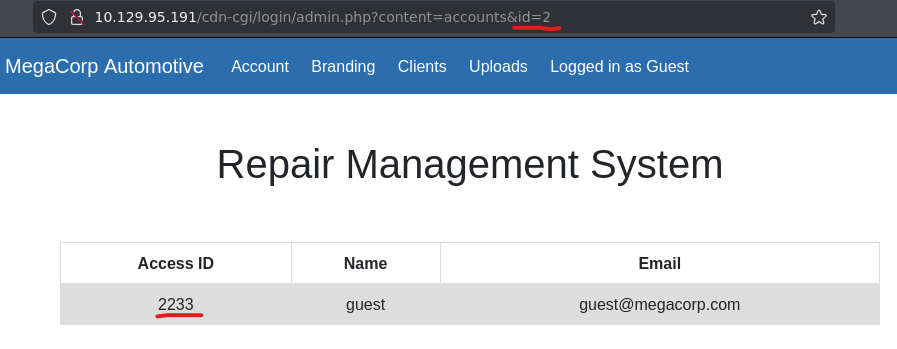 10.129.95.191/cdn-cgi/login/admin.php?content=accounts&id=2
MegaCorp Automotive Account Branding Clients Uploads Logged in as Guest
Repair Management System
Access ID Name Email
2233 guest guest@megacorp.com